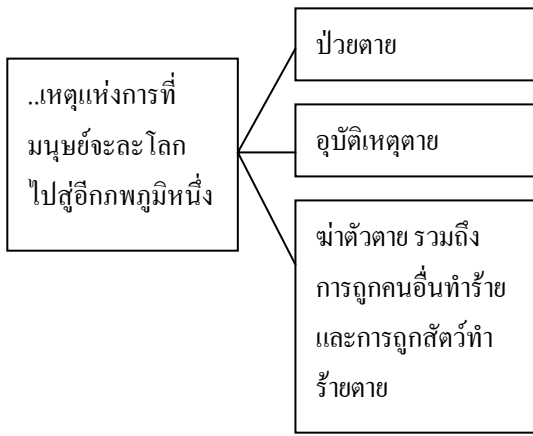 ..เหตุแห่งการที่
มนุษย์จะละโลก
ไปสู่อีกภพภูมิหนึ่ง
ป่วยตาย
อุบัติเหตุตาย
ฆ่าตัวตาย รวมถึง
การถูกคนอื่นทำร้าย
และการถูกสัตว์ทำ
ร้ายตาย